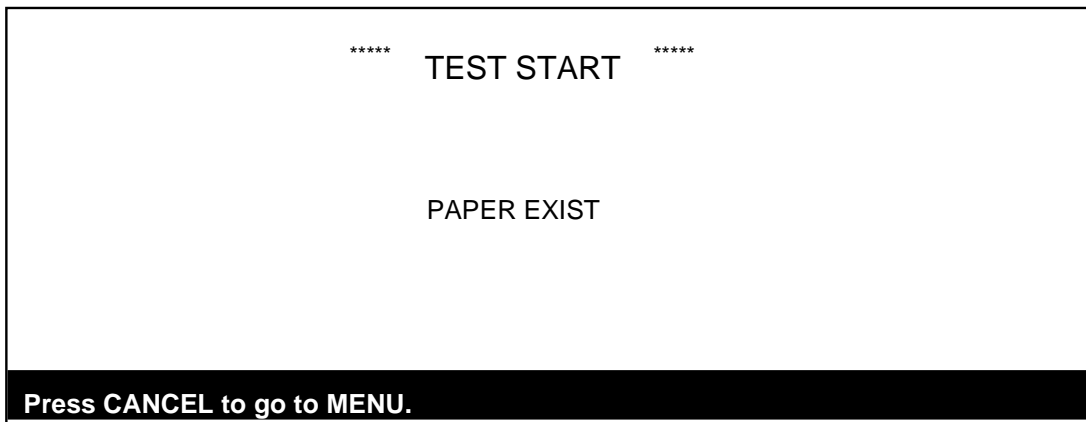 ***** TEST START *****
PAPER EXIST
Press CANCEL to go to MENU.